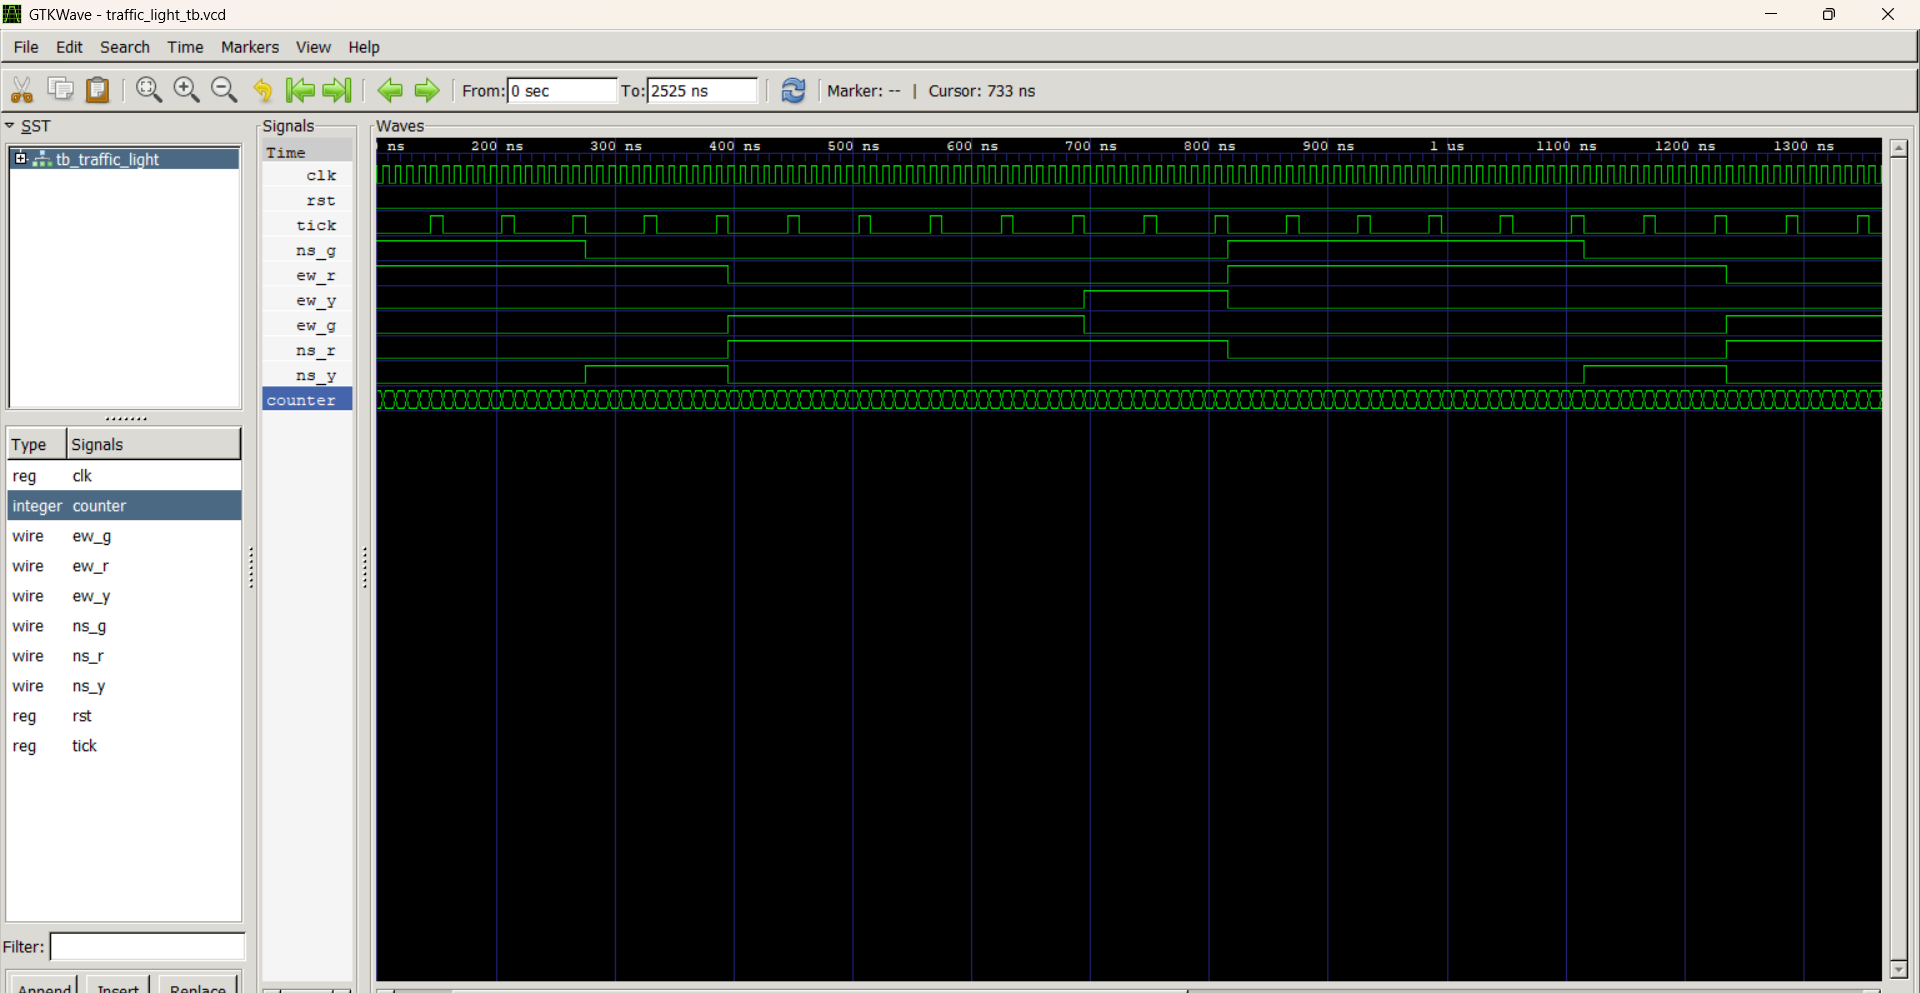 GTKWave - traffic_light_tb.vcd
File Edit Search Time Markers View Help
From: 0 sec To: 2525 ns Marker: -- | Cursor: 733 ns
SST
tb_traffic_light
Type Signals
reg clk
integer counter
wire ew_g
wire ew_r
wire ew_y
wire ns_g
wire ns_r
wire ns_y
reg rst
reg tick
Filter:
Append Insert Replace
Signals
Time
clk
rst
tick
ns_g
ew_r
ew_y
ew_g
ns_r
ns_y
counter
Waves
ns 200 ns 300 ns 400 ns 500 ns 600 ns 700 ns 800 ns 900 ns 1 us 1100 ns 1200 ns 1300 ns